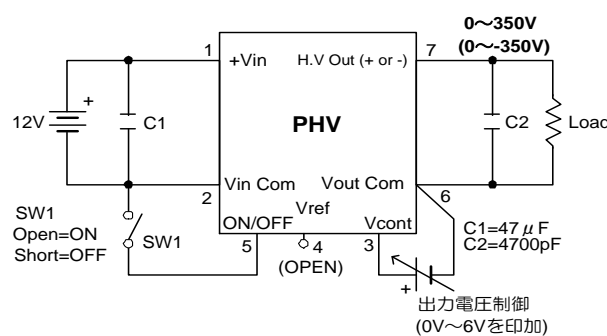 0～350V
(0～-350V)
1
+Vin
H.V Out (+ or -)
7
12V
+
C1
PHV
C2
Load
2
Vin Com
Vout Com
6
SW1
Open=ON
Short=OFF
SW1
ON/OFF
Vref
Vcont
5
4
3
(OPEN)
C1=47μF
C2=4700pF
+
出力電圧制御
(0V～6Vを印加)